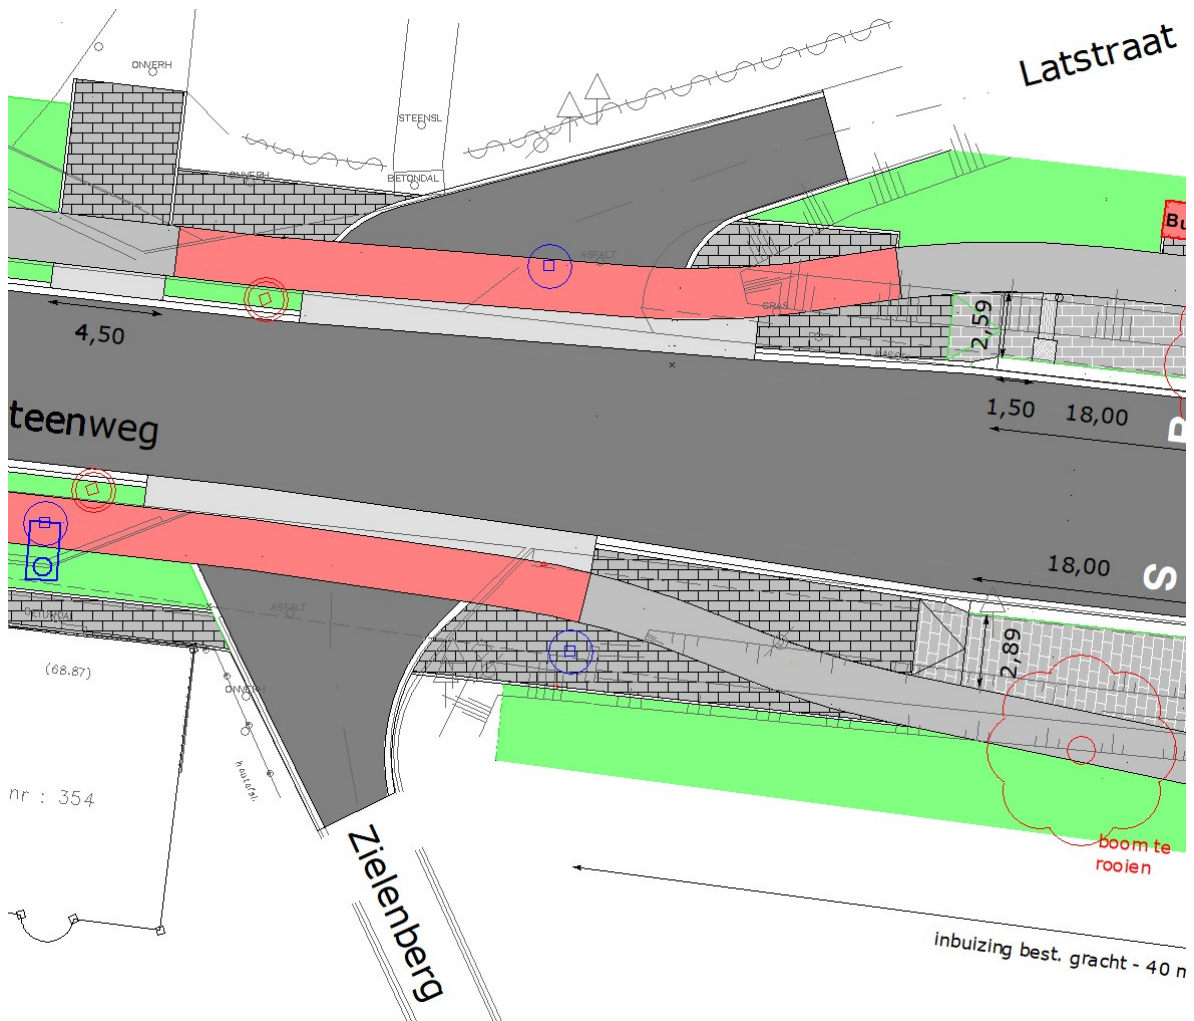 Latstraat
ONVERH
STEENSL
BETONDAL
ONVERH
Bu
ASFALT
GRAS
2,59
4,50
1,50
18,00
teenweg
18,00
S
ASFALT
2,89
(68.87)
ONVERH
nr : 354
Zielenberg
boom te
rooien
inbuizing best. gracht - 40 m